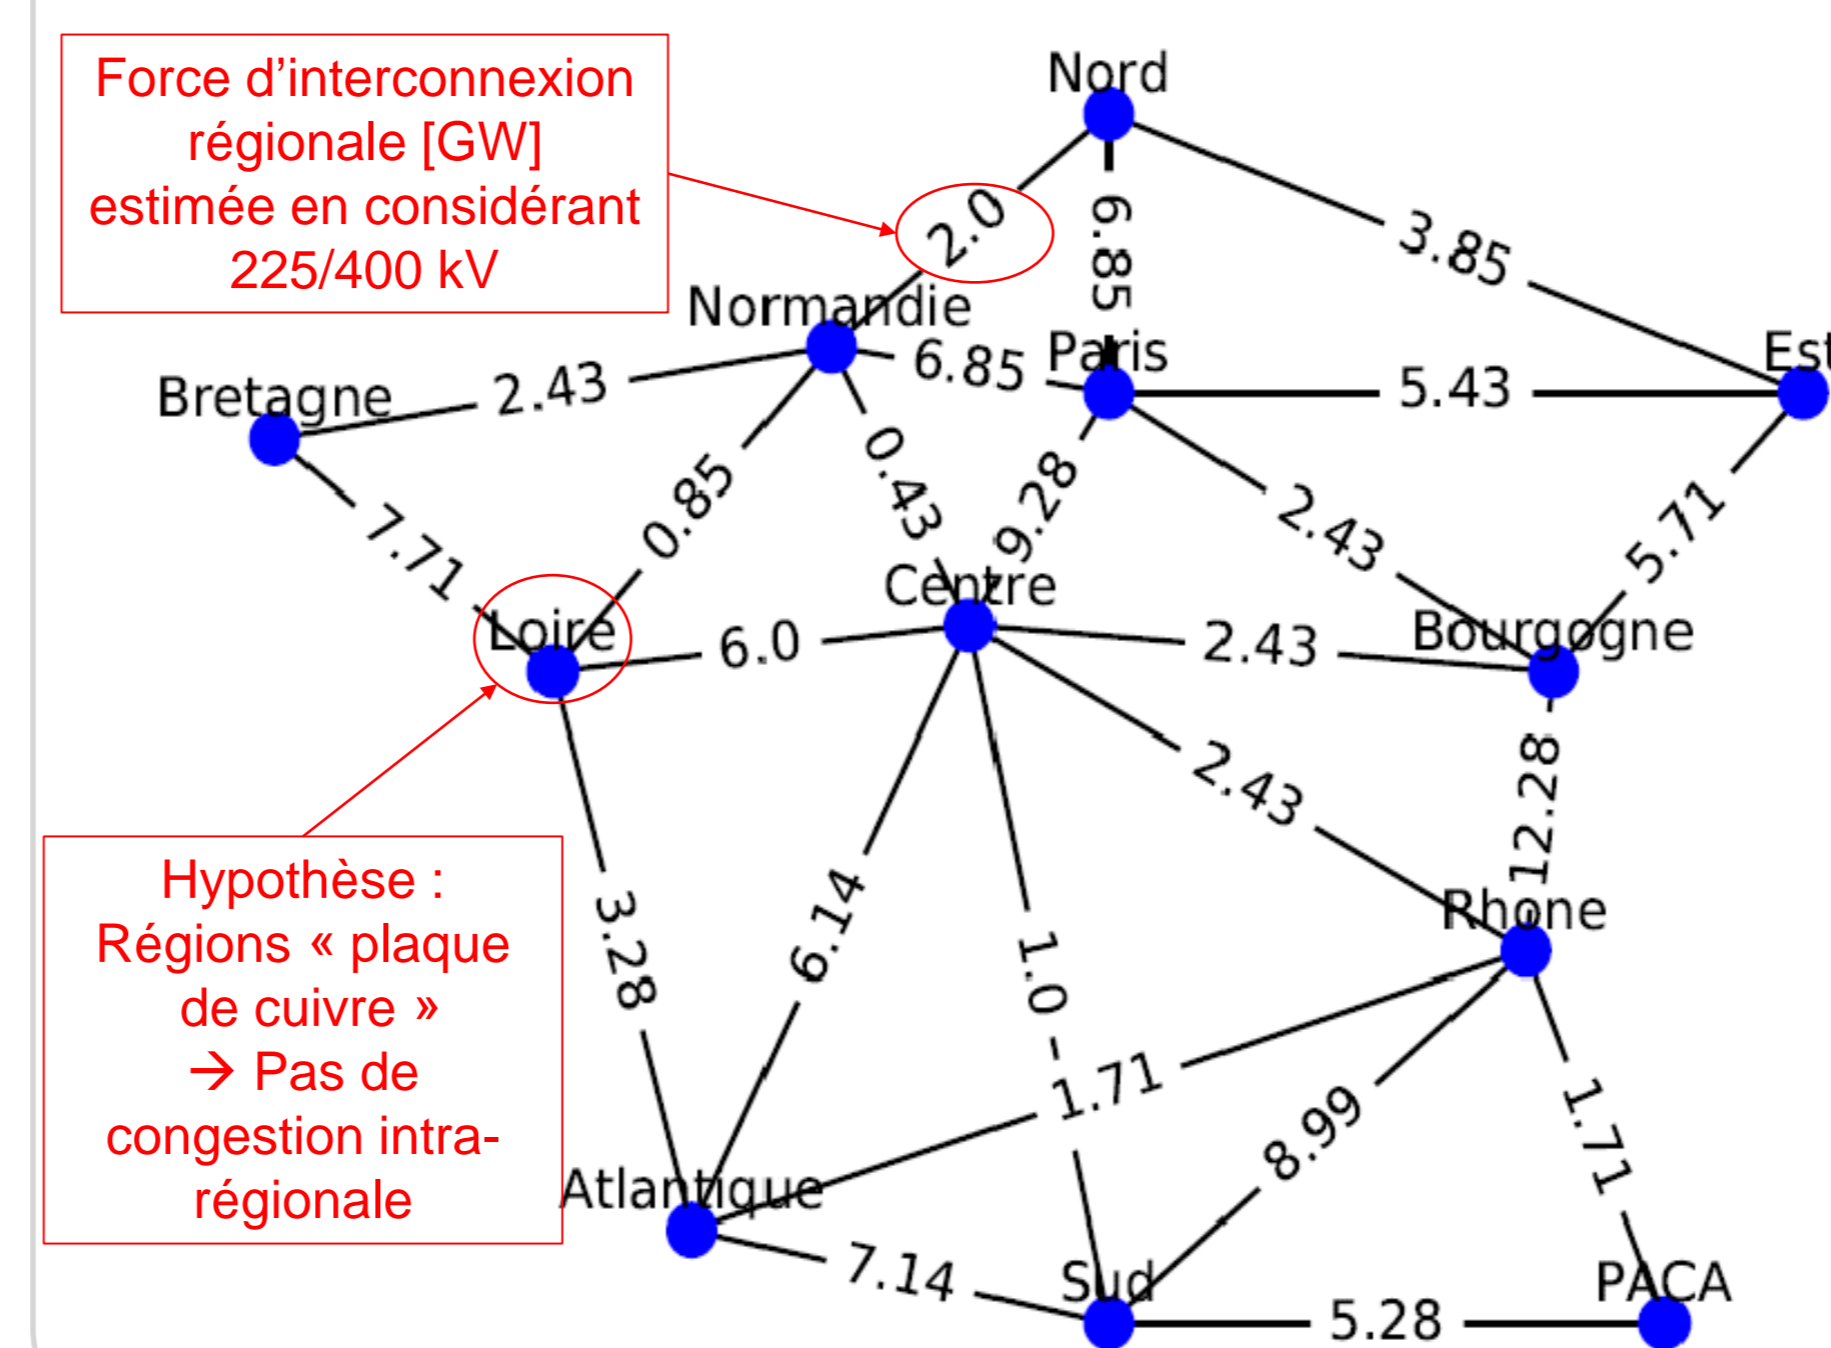 Force d’interconnexion
régionale [GW]
estimée en considérant
225/400 kV
Nord
2.0
6.85
3.85
Normandie
6.85
Paris
Est
Bretagne
2.43
5.43
7.71
0.85
0.43
9.28
2.43
5.71
Loire
6.0
Centre
2.43
Bourgogne
2.43
12.28
Hypothèse :
Régions « plaque
de cuivre »
→ Pas de
congestion intra-
régionale
3.28
6.14
1.0
Rhone
1.71
8.99
1.71
Atlantique
7.14
Sud
5.28
PACA